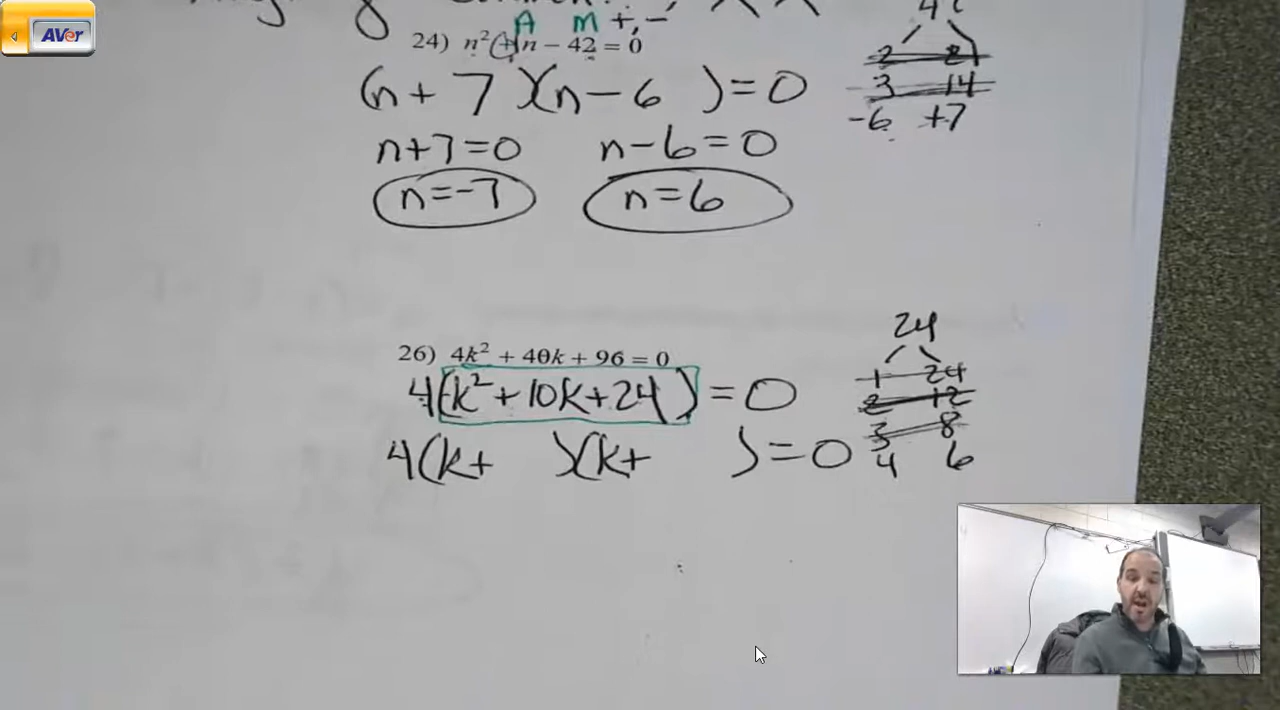 AVer
A M +, -
24) n² + n − 42 = 0
(n + 7)(n − 6) = 0
n+7=0 n−6=0
n=−7 n=6
2 21
3 14
-6 +7
26) 4k² + 40k + 96 = 0
4(k² + 10k + 24) = 0
4(k+ )(k+ ) = 0
24
1 24
2 12
3 8
4 6